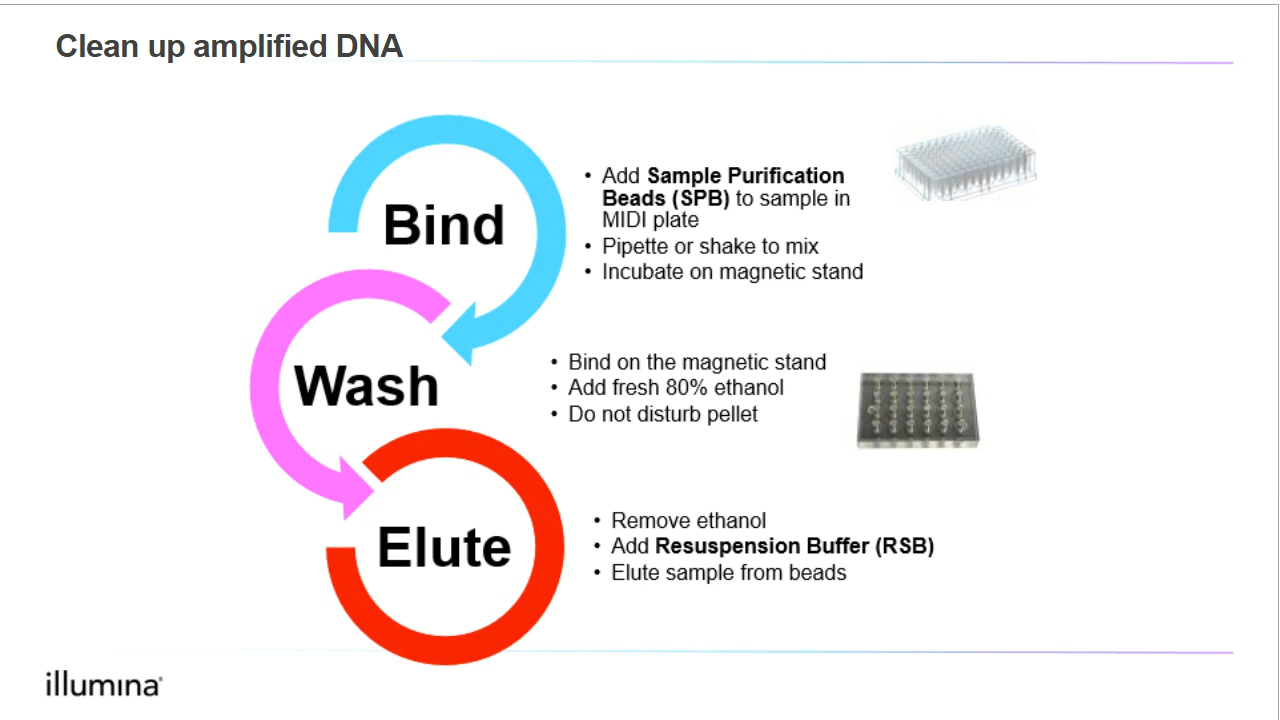 Clean up amplified DNA
Bind
• Add Sample Purification
Beads (SPB) to sample in
MIDI plate
• Pipette or shake to mix
• Incubate on magnetic stand
Wash
• Bind on the magnetic stand
• Add fresh 80% ethanol
• Do not disturb pellet
Elute
• Remove ethanol
• Add Resuspension Buffer (RSB)
• Elute sample from beads
illumina®